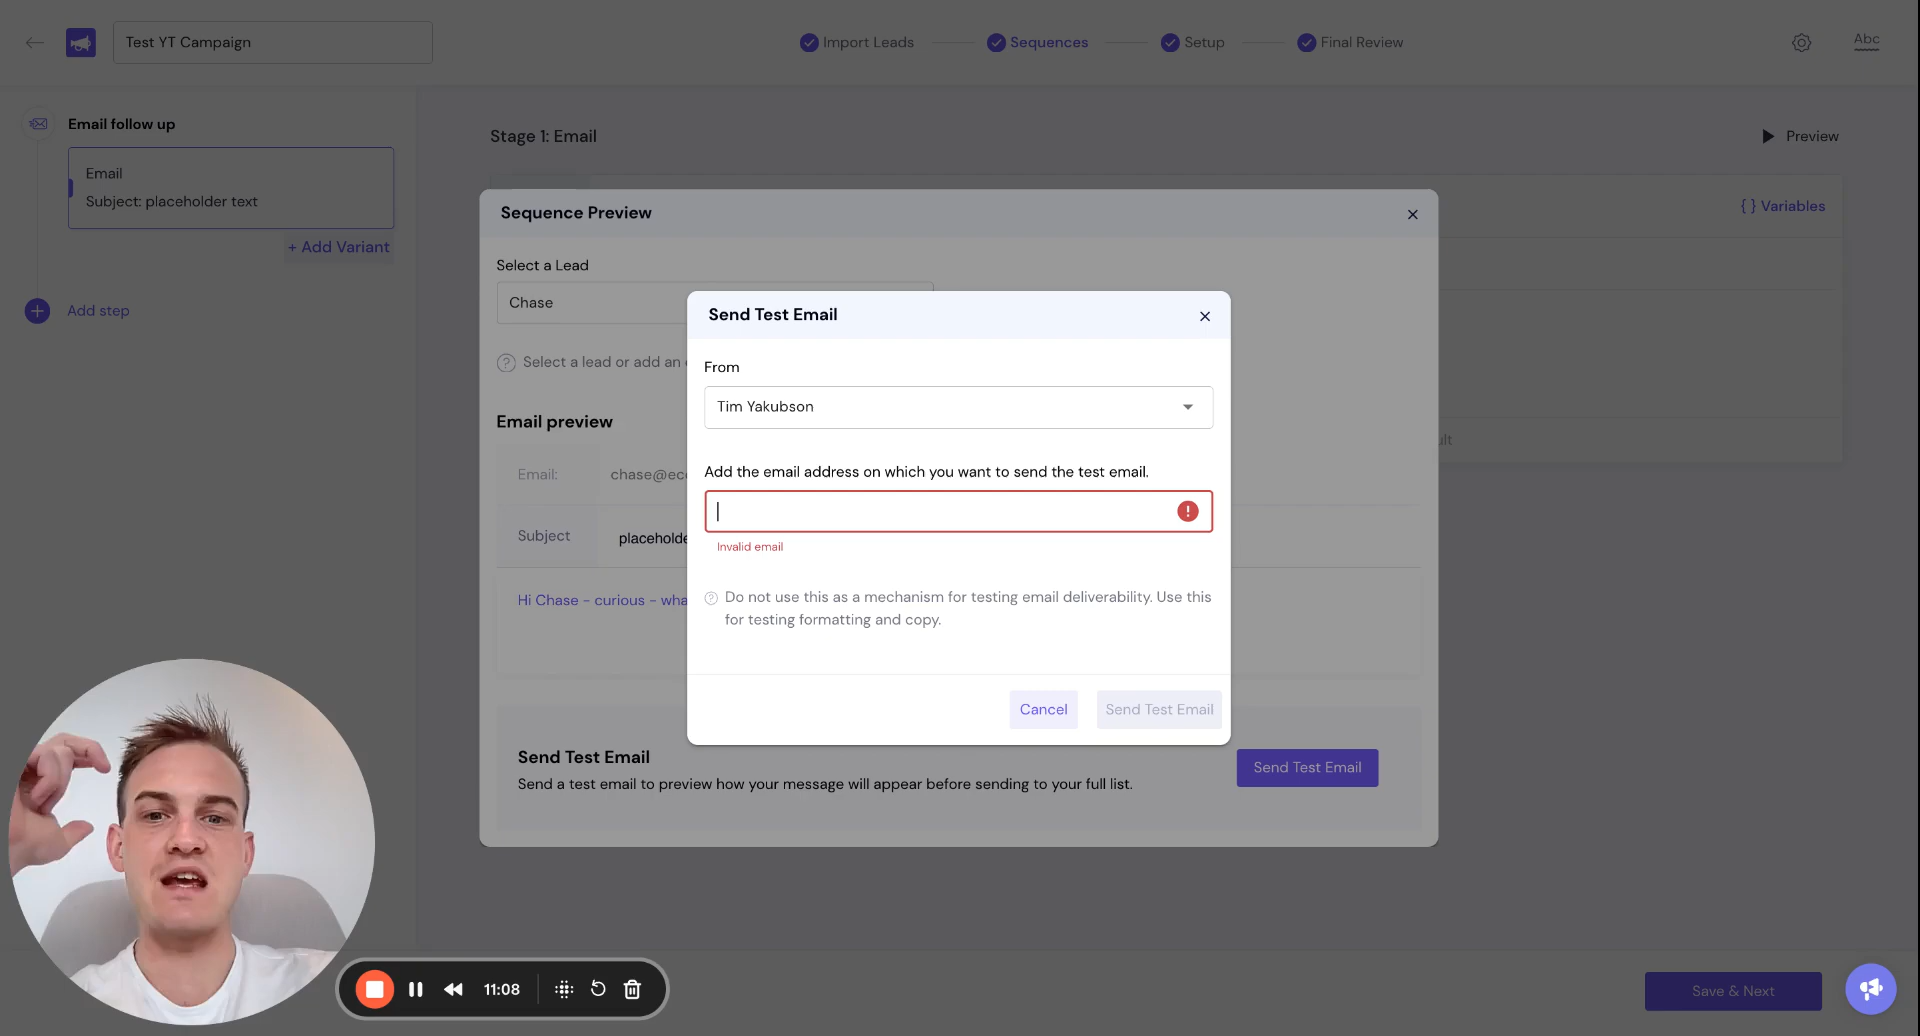 Test YT Campaign
Import Leads
Sequences
Setup
Final Review
Abc
Email follow up
Email
Subject: placeholder text
+ Add Variant
Add step
Stage 1: Email
Preview
{ } Variables
Sequence Preview
Select a Lead
Chase
Select a lead or add an
Email preview
Email:
chase@ec
Subject
placeholde
Hi Chase - curious - wha
Send Test Email
From
Tim Yakubson
Add the email address on which you want to send the test email.
Invalid email
Do not use this as a mechanism for testing email deliverability. Use this
for testing formatting and copy.
Cancel
Send Test Email
Send Test Email
Send a test email to preview how your message will appear before sending to your full list.
Send Test Email
11:08
Save & Next